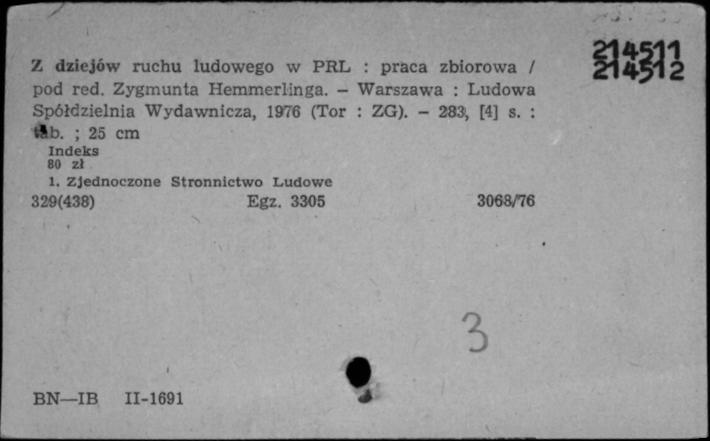 214511
214512
Z dziejów ruchu ludowego w PRL : praca zbiorowa /
pod red. Zygmunta Hemmerlinga. — Warszawa : Ludowa
Spółdzielnia Wydawnicza, 1976 (Tor : ZG). — 283, [4] s. :
tab. ; 25 cm
Indeks
80 zł
1. Zjednoczone Stronnictwo Ludowe
329(438) Egz. 3305 3068/76
3
BN—IB II-1691